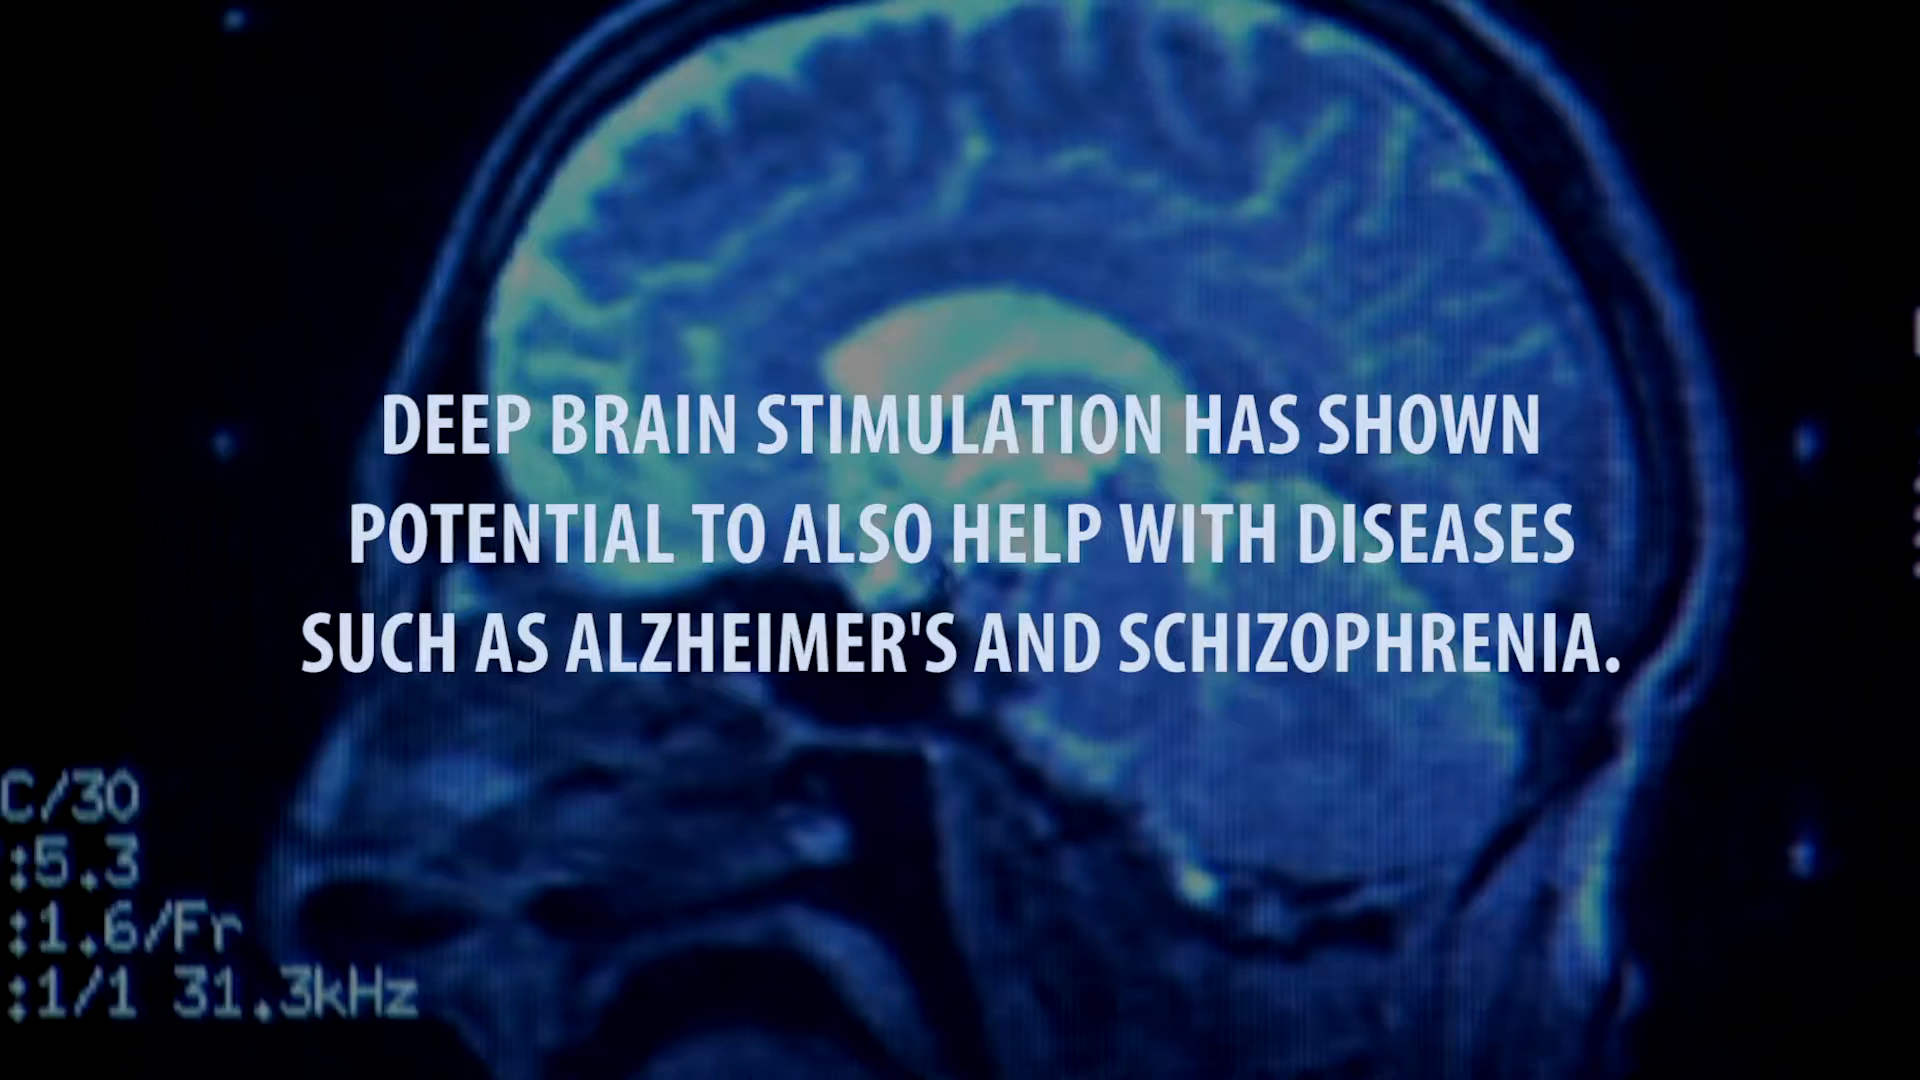 DEEP BRAIN STIMULATION HAS SHOWN
POTENTIAL TO ALSO HELP WITH DISEASES
SUCH AS ALZHEIMER'S AND SCHIZOPHRENIA.
C/30
:5.3
:1.6/Fr
:1/1 31.3kHz